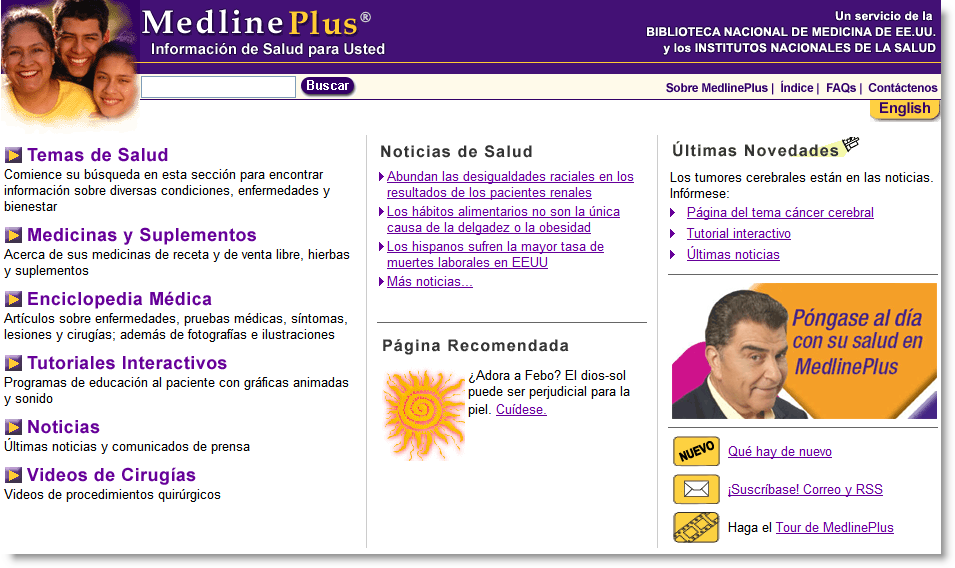 MedlinePlus®
Información de Salud para Usted
Un servicio de la
BIBLIOTECA NACIONAL DE MEDICINA DE EE.UU.
y los INSTITUTOS NACIONALES DE LA SALUD
Buscar
Sobre MedlinePlus | Índice | FAQs | Contáctenos
English
Temas de Salud
Comience su búsqueda en esta sección para encontrar
información sobre diversas condiciones, enfermedades y
bienestar
Medicinas y Suplementos
Acerca de sus medicinas de receta y de venta libre, hierbas
y suplementos
Enciclopedia Médica
Artículos sobre enfermedades, pruebas médicas, síntomas,
lesiones y cirugías; además de fotografías e ilustraciones
Tutoriales Interactivos
Programas de educación al paciente con gráficas animadas
y sonido
Noticias
Últimas noticias y comunicados de prensa
Videos de Cirugías
Videos de procedimientos quirúrgicos
Noticias de Salud
Abundan las desigualdades raciales en los
resultados de los pacientes renales
Los hábitos alimentarios no son la única
causa de la delgadez o la obesidad
Los hispanos sufren la mayor tasa de
muertes laborales en EEUU
Más noticias...
Página Recomendada
¿Adora a Febo? El dios-sol
puede ser perjudicial para la
piel. Cuídese.
Últimas Novedades
Los tumores cerebrales están en las noticias.
Infórmese:
Página del tema cáncer cerebral
Tutorial interactivo
Últimas noticias
Póngase al día
con su salud en
MedlinePlus
NUEVO
Qué hay de nuevo
¡Suscríbase! Correo y RSS
Haga el Tour de MedlinePlus